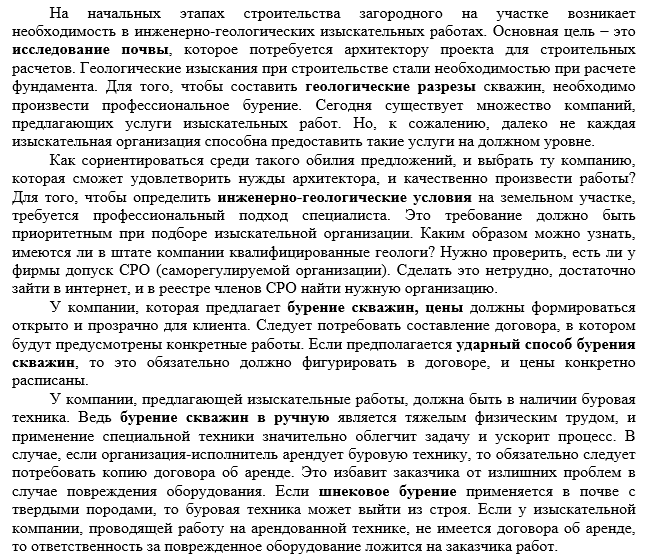 На начальных этапах строительства загородного на участке возникает
необходимость в инженерно-геологических изыскательных работах. Основная цель – это
исследование почвы, которое потребуется архитектору проекта для строительных
расчетов. Геологические изыскания при строительстве стали необходимостью при расчете
фундамента. Для того, чтобы составить геологические разрезы скважин, необходимо
произвести профессиональное бурение. Сегодня существует множество компаний,
предлагающих услуги изыскательных работ. Но, к сожалению, далеко не каждая
изыскательная организация способна предоставить такие услуги на должном уровне.
Как сориентироваться среди такого обилия предложений, и выбрать ту компанию,
которая сможет удовлетворить нужды архитектора, и качественно произвести работы?
Для того, чтобы определить инженерно-геологические условия на земельном участке,
требуется профессиональный подход специалиста. Это требование должно быть
приоритетным при подборе изыскательной организации. Каким образом можно узнать,
имеются ли в штате компании квалифицированные геологи? Нужно проверить, есть ли у
фирмы допуск СРО (саморегулируемой организации). Сделать это нетрудно, достаточно
зайти в интернет, и в реестре членов СРО найти нужную организацию.
У компании, которая предлагает бурение скважин, цены должны формироваться
открыто и прозрачно для клиента. Следует потребовать составление договора, в котором
будут предусмотрены конкретные работы. Если предполагается ударный способ бурения
скважин, то это обязательно должно фигурировать в договоре, и цены конкретно
расписаны.
У компании, предлагающей изыскательные работы, должна быть в наличии буровая
техника. Ведь бурение скважин в ручную является тяжелым физическим трудом, и
применение специальной техники значительно облегчит задачу и ускорит процесс. В
случае, если организация-исполнитель арендует буровую технику, то обязательно следует
потребовать копию договора об аренде. Это избавит заказчика от излишних проблем в
случае повреждения оборудования. Если шнековое бурение применяется в почве с
твердыми породами, то буровая техника может выйти из строя. Если у изыскательной
компании, проводящей работу на арендованной технике, не имеется договора об аренде,
то ответственность за поврежденное оборудование ложится на заказчика работ.